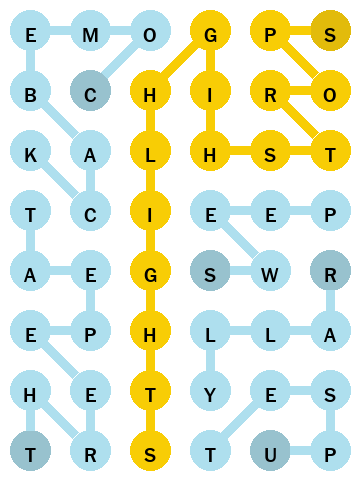 E M O G P S
B C H I R O
K A L H S T
T C I E E P
A E G S W R
E P H L L A
H E T Y E S
T R S T U P